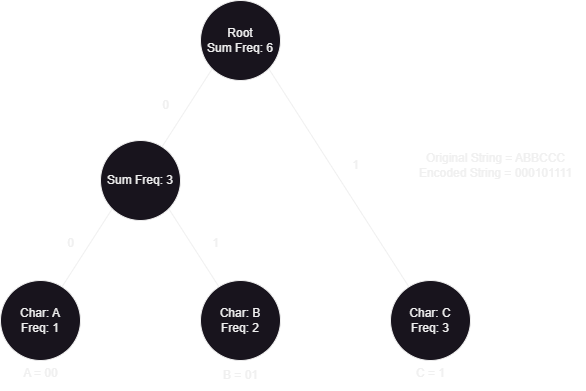 Root
Sum Freq: 6
0
1
Original String = ABBCCC
Encoded String = 000101111
Sum Freq: 3
0
1
Char: A
Freq: 1
Char: B
Freq: 2
Char: C
Freq: 3
A = 00
B = 01
C = 1